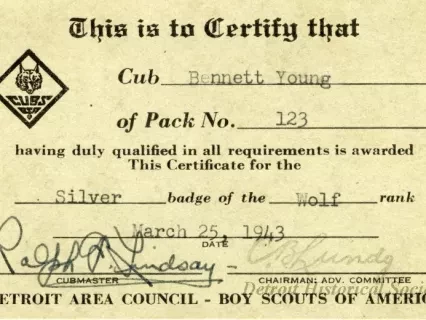 This is to Certify that
CUBS
BSA
Cub Bennett Young
of Pack No. 123
having duly qualified in all requirements is awarded
This Certificate for the
Silver badge of the Wolf rank
March 25, 1943
DATE
Ralph P. Lindsay
CUBMASTER CHAIRMAN; ADV. COMMITTEE
Detroit Historical Socie
ETROIT AREA COUNCIL - BOY SCOUTS OF AMERIC